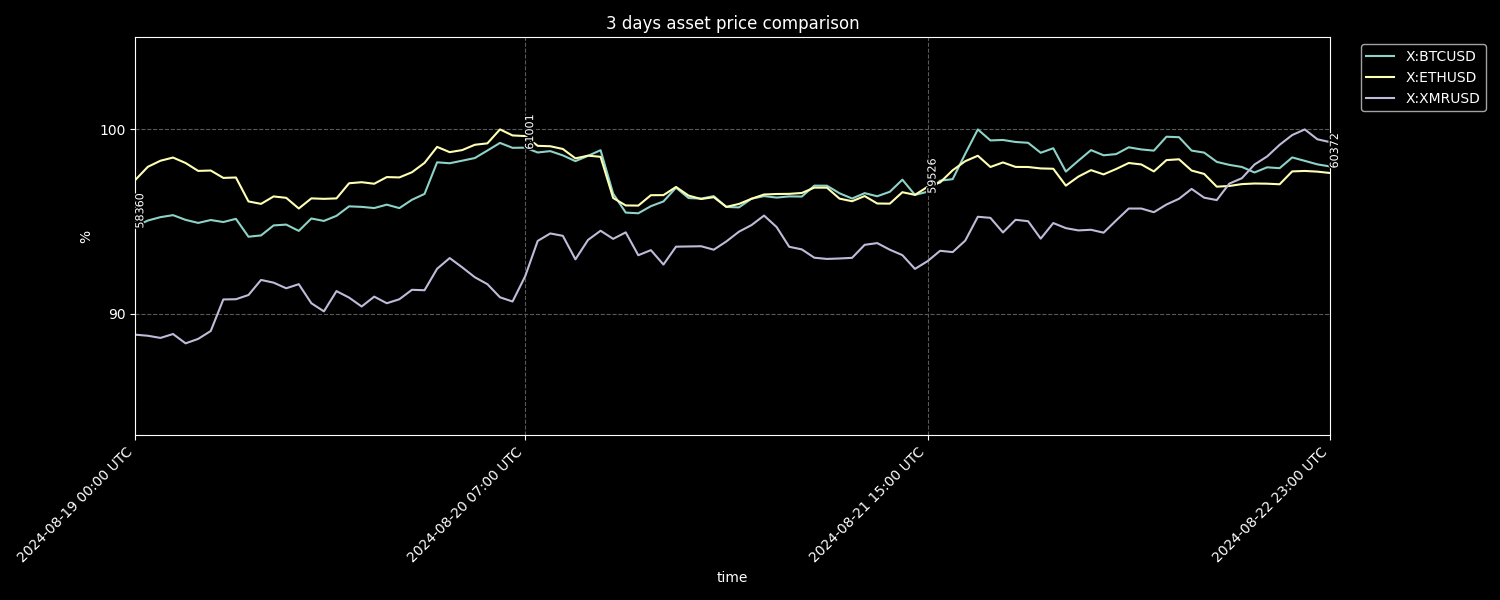 3 days asset price comparison
X:BTCUSD
X:ETHUSD
X:XMRUSD
100
90
%
58360
61001
59526
60372
2024-08-19 00:00 UTC
2024-08-20 07:00 UTC
2024-08-21 15:00 UTC
2024-08-22 23:00 UTC
time